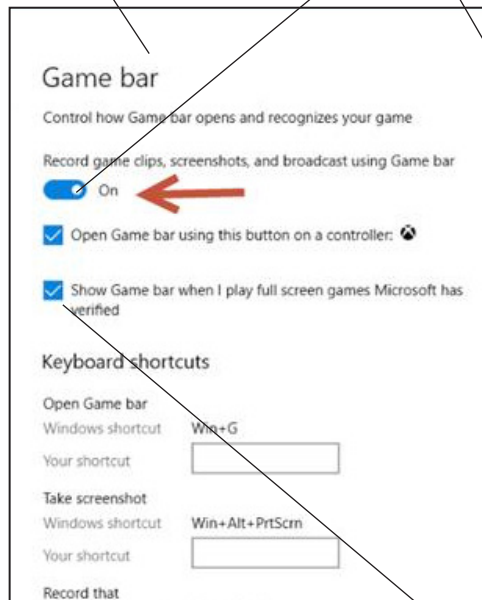 Game bar
Control how Game bar opens and recognizes your game
Record game clips, screenshots, and broadcast using Game bar
On
Open Game bar using this button on a controller:
Show Game bar when I play full screen games Microsoft has
verified
Keyboard shortcuts
Open Game bar
Windows shortcut Win+G
Your shortcut
Take screenshot
Windows shortcut Win+Alt+PrtScrn
Your shortcut
Record that